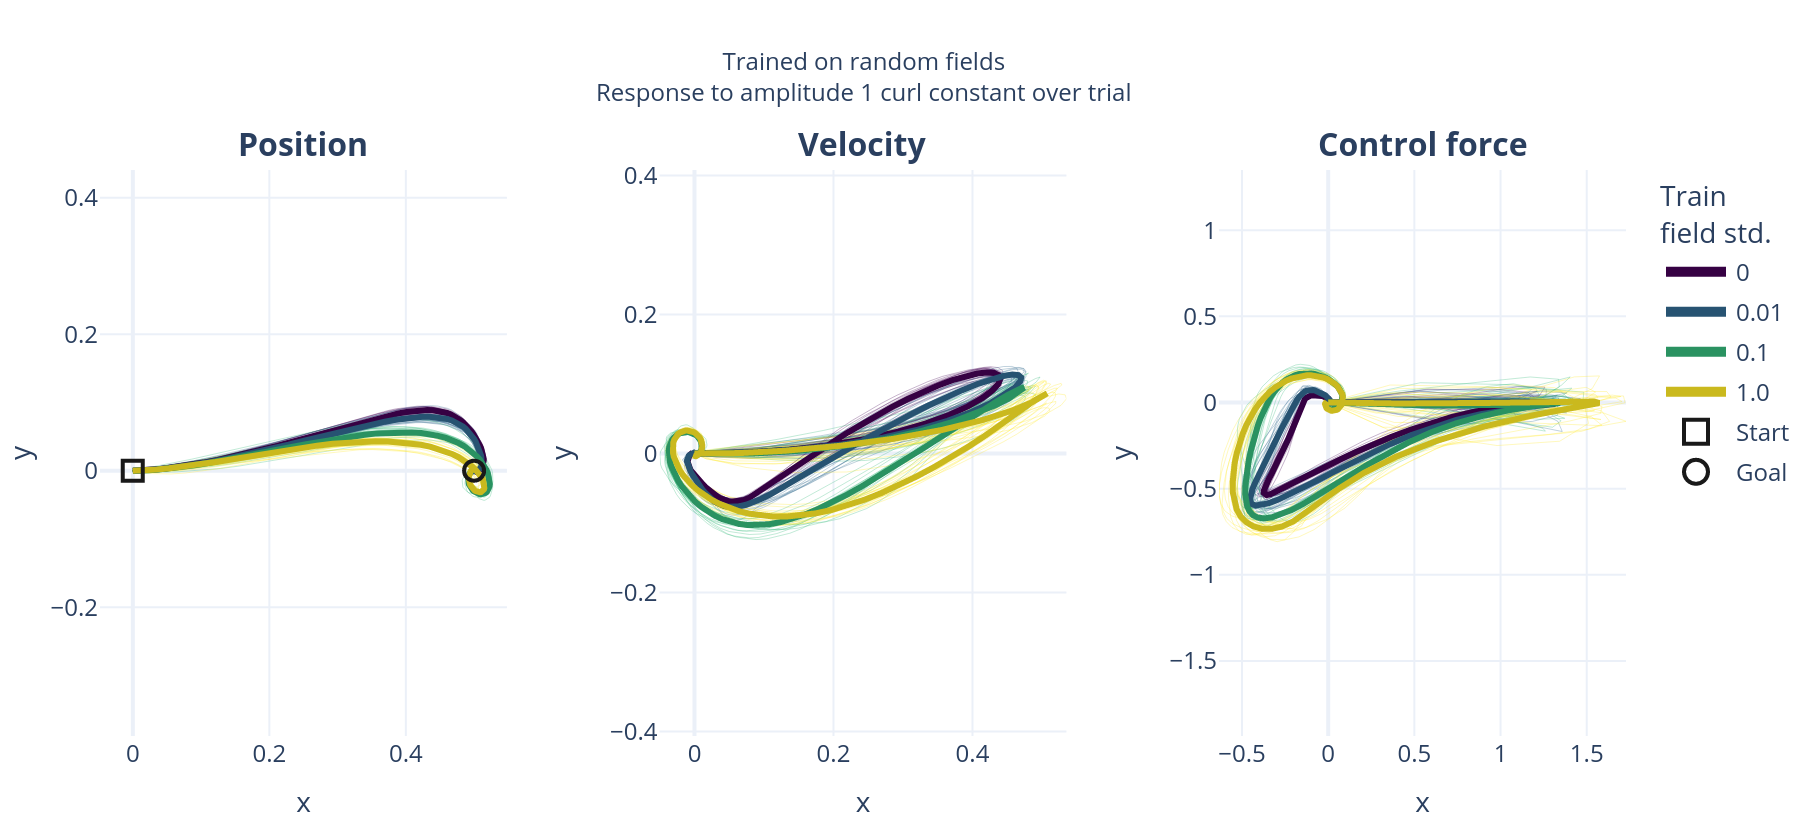 Trained on random fields
Response to amplitude 1 curl constant over trial
Position
Velocity
Control force
0.4
0.2
0
−0.2
0
0.2
0.4
x
y
0.4
0.2
0
−0.2
−0.4
0
0.2
0.4
x
y
1
0.5
0
−0.5
−1
−1.5
−0.5
0
0.5
1
1.5
x
y
Train
field std.
0
0.01
0.1
1.0
Start
Goal